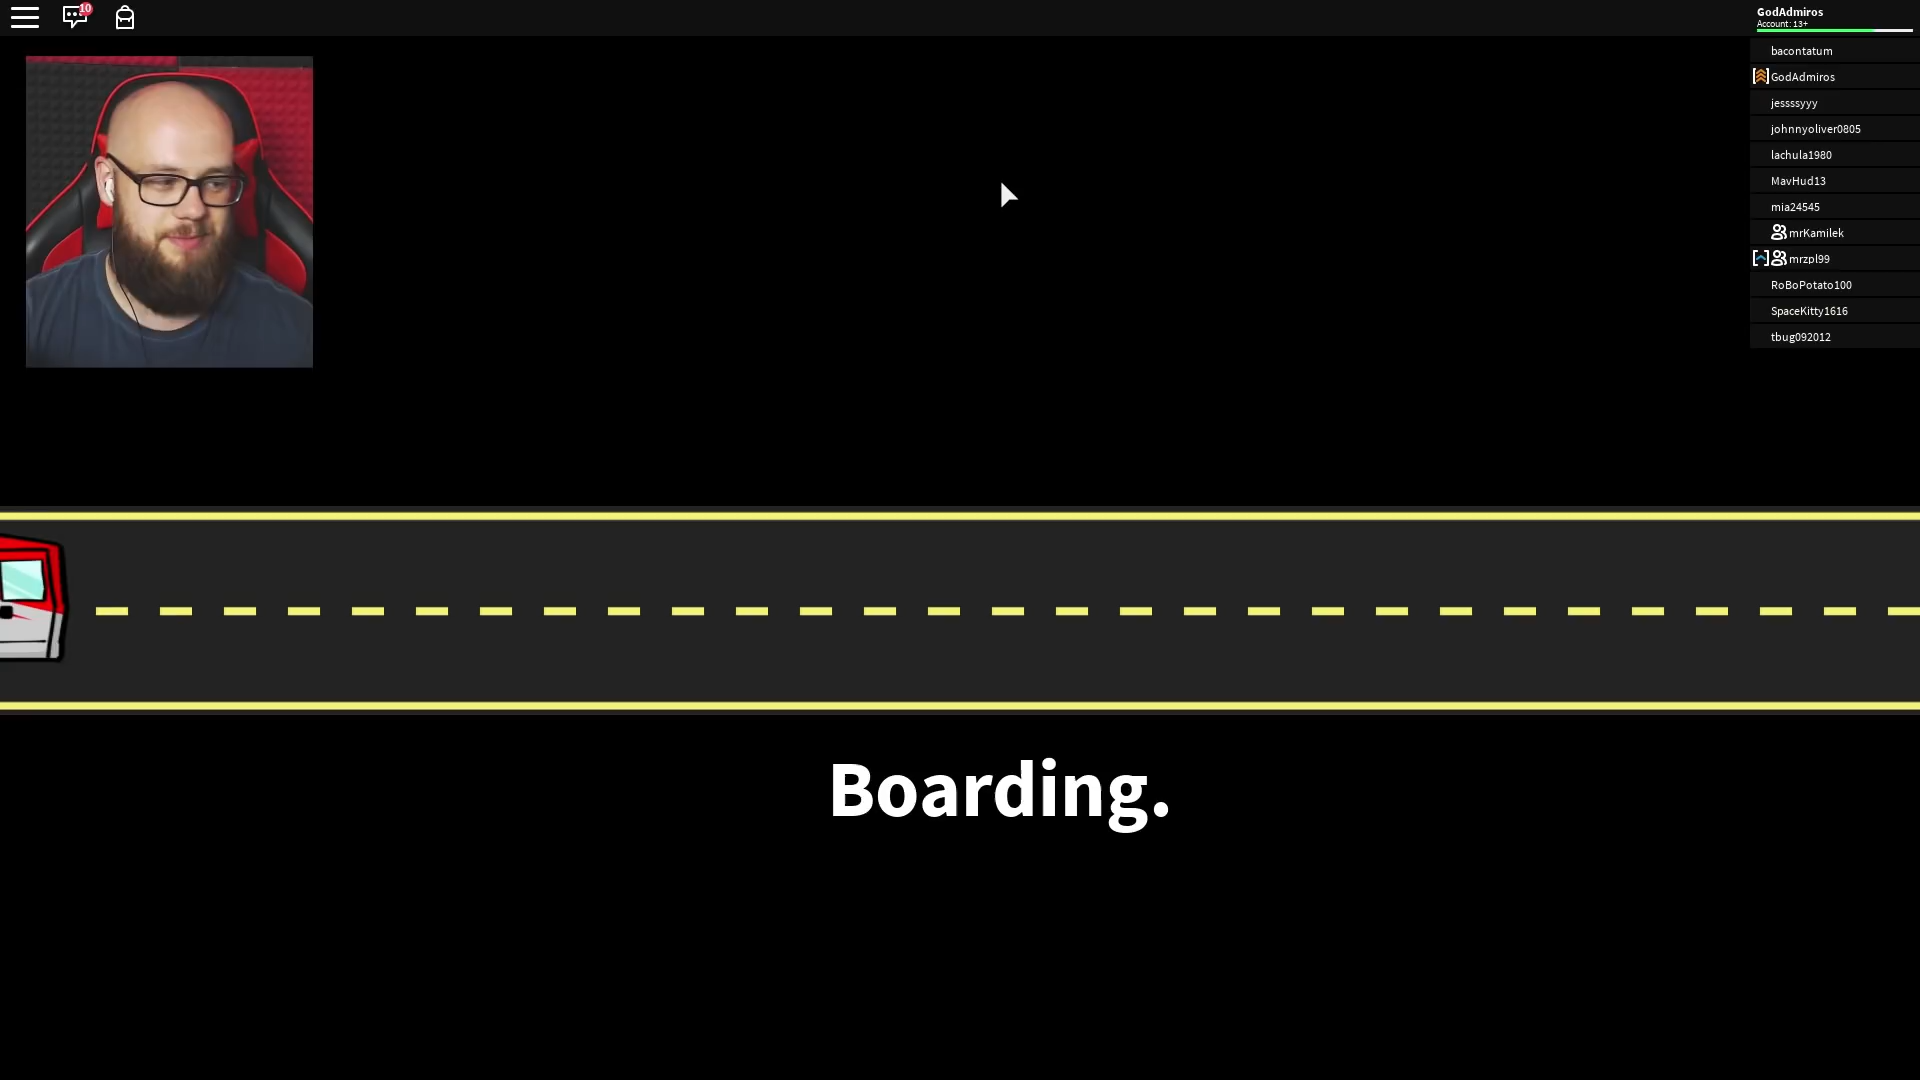 10
GodAdmiros
Account: 13+
bacontatum
GodAdmiros
jessssyyy
johnnyoliver0805
lachula1980
MavHud13
mia24545
mrKamilek
mrzpl99
RoBoPotato100
SpaceKitty1616
tbug092012
Boarding.